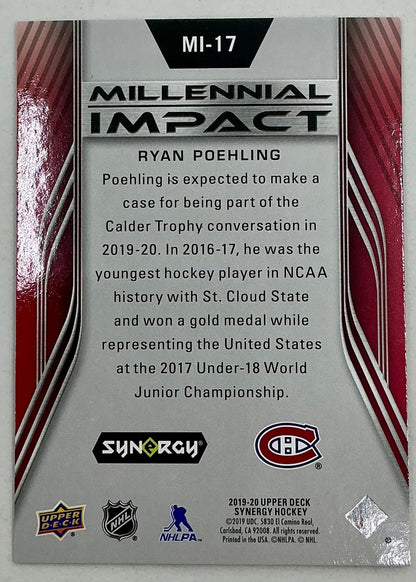 MI-17
MILLENNIAL
IMPACT
RYAN POEHLING
Poehling is expected to make a
case for being part of the
Calder Trophy conversation in
2019-20. In 2016-17, he was the
youngest hockey player in NCAA
history with St. Cloud State
and won a gold medal while
representing the United States
at the 2017 Under-18 World
Junior Championship.
SYNERGY®
CH ®
UPPER
D·E·C·K
NHL
NHLPA
2019-20 UPPER DECK
SYNERGY HOCKEY
©2019 UDC. 5830 El Camino Real,
Carlsbad, CA 92008. All rights reserved.
Printed in the USA. ©NHLPA. © NHL.